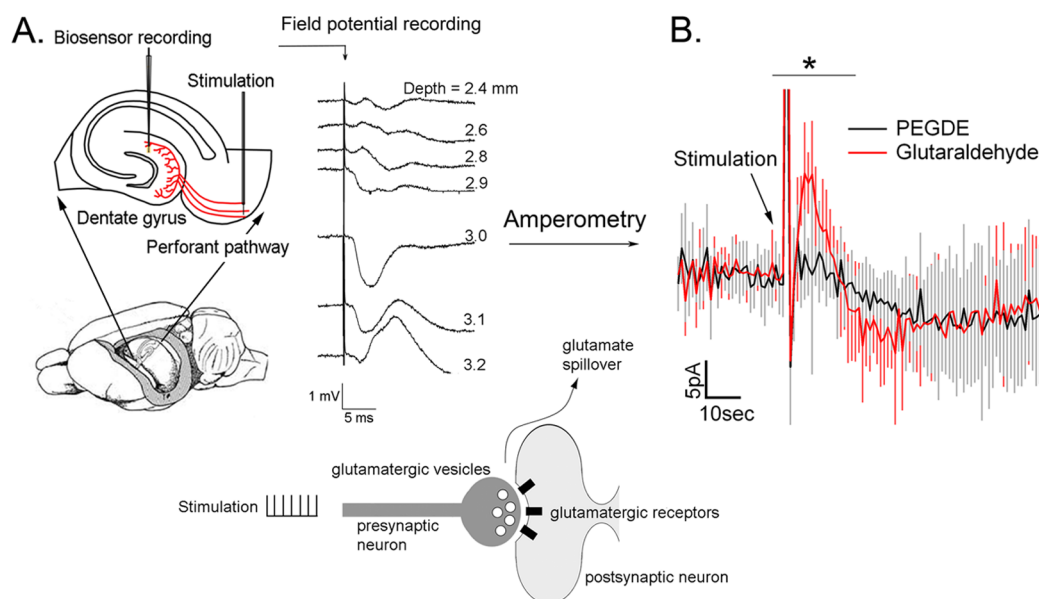 A.
Biosensor recording
Stimulation
Dentate gyrus
Perforant pathway
Field potential recording
Depth = 2.4 mm
2.6
2.8
2.9
3.0
3.1
3.2
1 mV
5 ms
Amperometry
B.
*
PEGDE
Glutaraldehyde
Stimulation
5pA
10sec
glutamate
spillover
glutamatergic vesicles
Stimulation
presynaptic
neuron
glutamatergic receptors
postsynaptic neuron